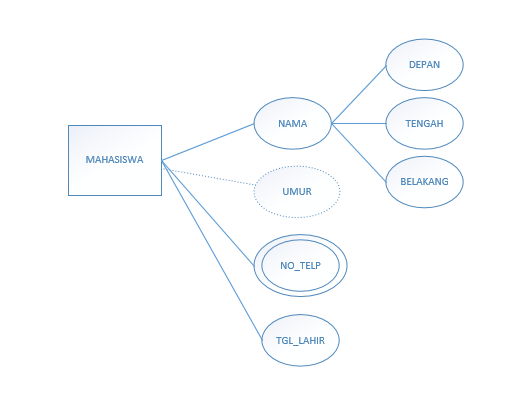 MAHASISWA
NAMA
DEPAN
TENGAH
BELAKANG
UMUR
NO_TELP
TGL_LAHIR